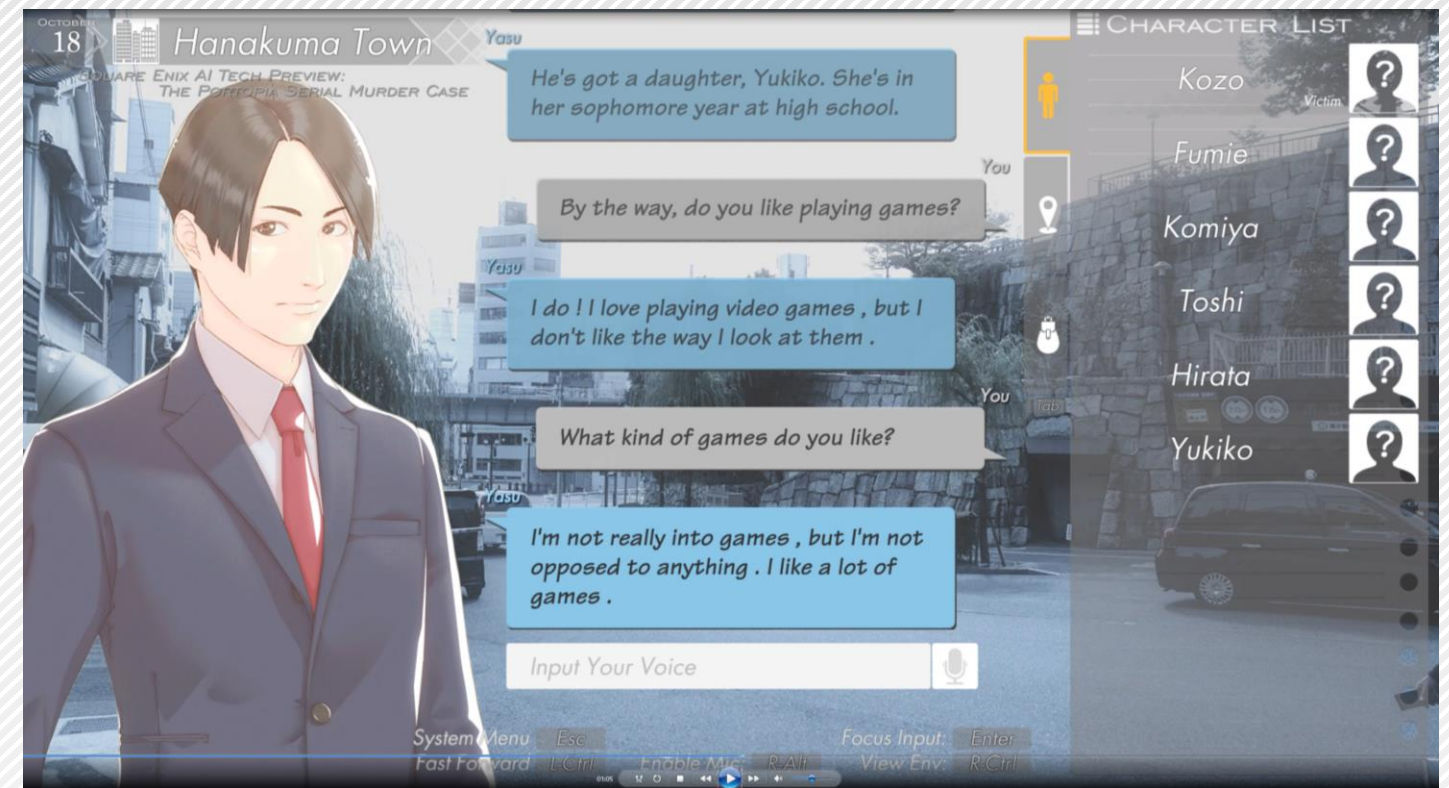 OCTOBER
18
Hanakuma Town
SQUARE ENIX AI TECH PREVIEW:
THE PORTOPIA SERIAL MURDER CASE
Yasu
He's got a daughter, Yukiko. She's in
her sophomore year at high school.
You
By the way, do you like playing games?
Yasu
I do ! I love playing video games , but I
don't like the way I look at them .
You
What kind of games do you like?
Yasu
I'm not really into games , but I'm not
opposed to anything . I like a lot of
games .
Input Your Voice
System Menu Esc
Focus Input: Enter
Fast Forward L-Ctrl
Enable Mic: R-Alt
View Env: R-Ctrl
01:05
Tab
CHARACTER LIST
Kozo
Victim
?
Fumie
?
Komiya
?
Toshi
?
Hirata
?
Yukiko
?